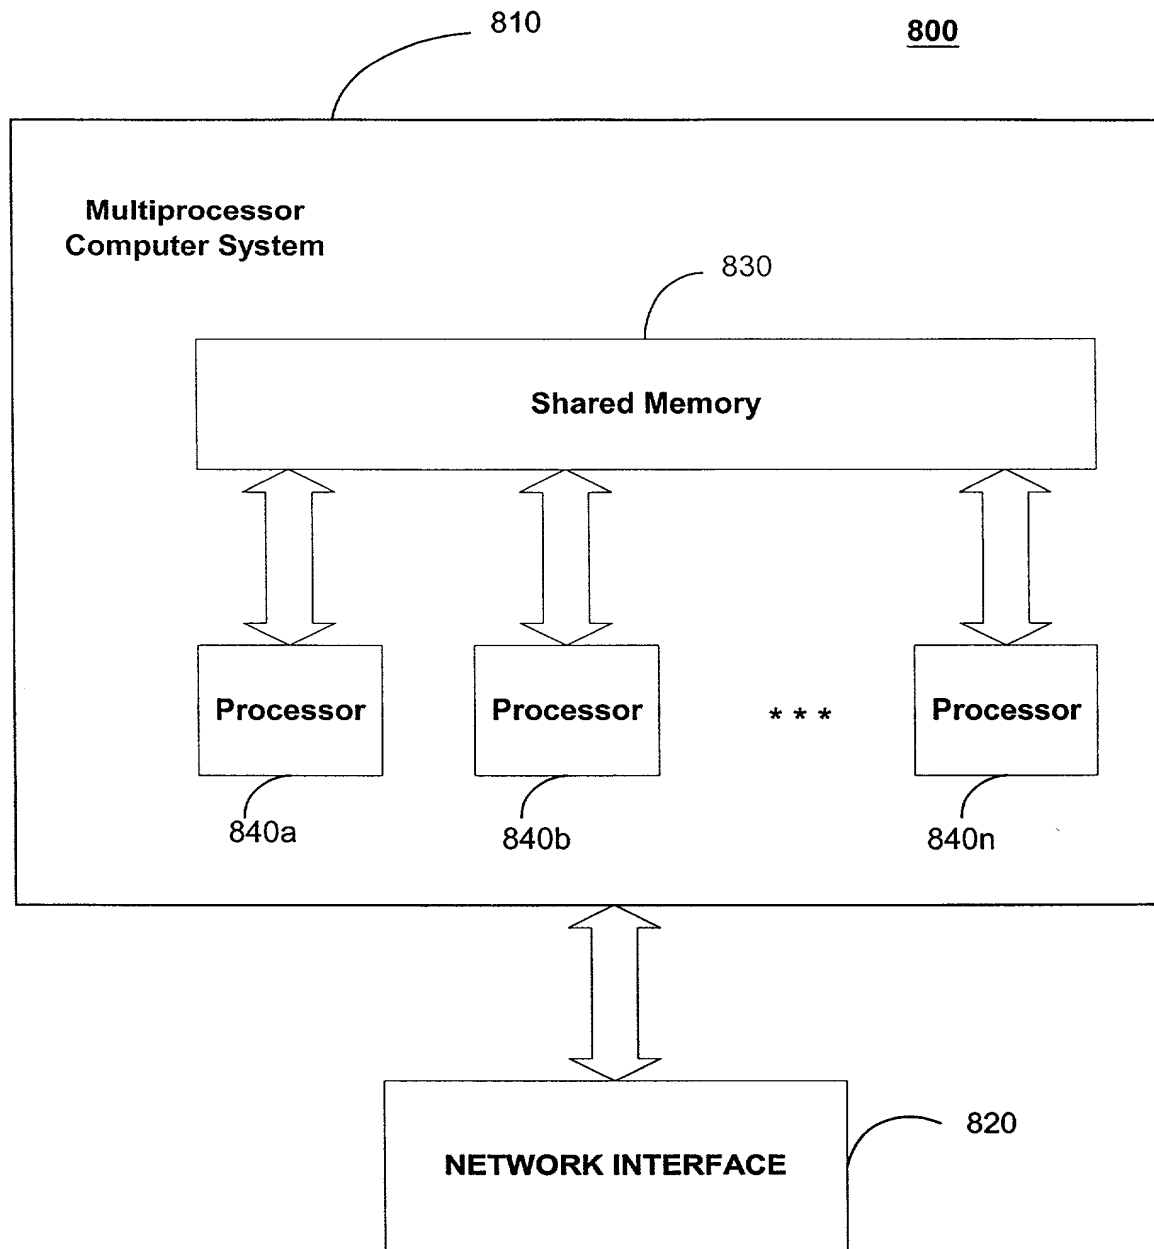 810
800
Multiprocessor
Computer System
830
Shared Memory
Processor
Processor
* * *
Processor
840a
840b
840n
820
NETWORK INTERFACE